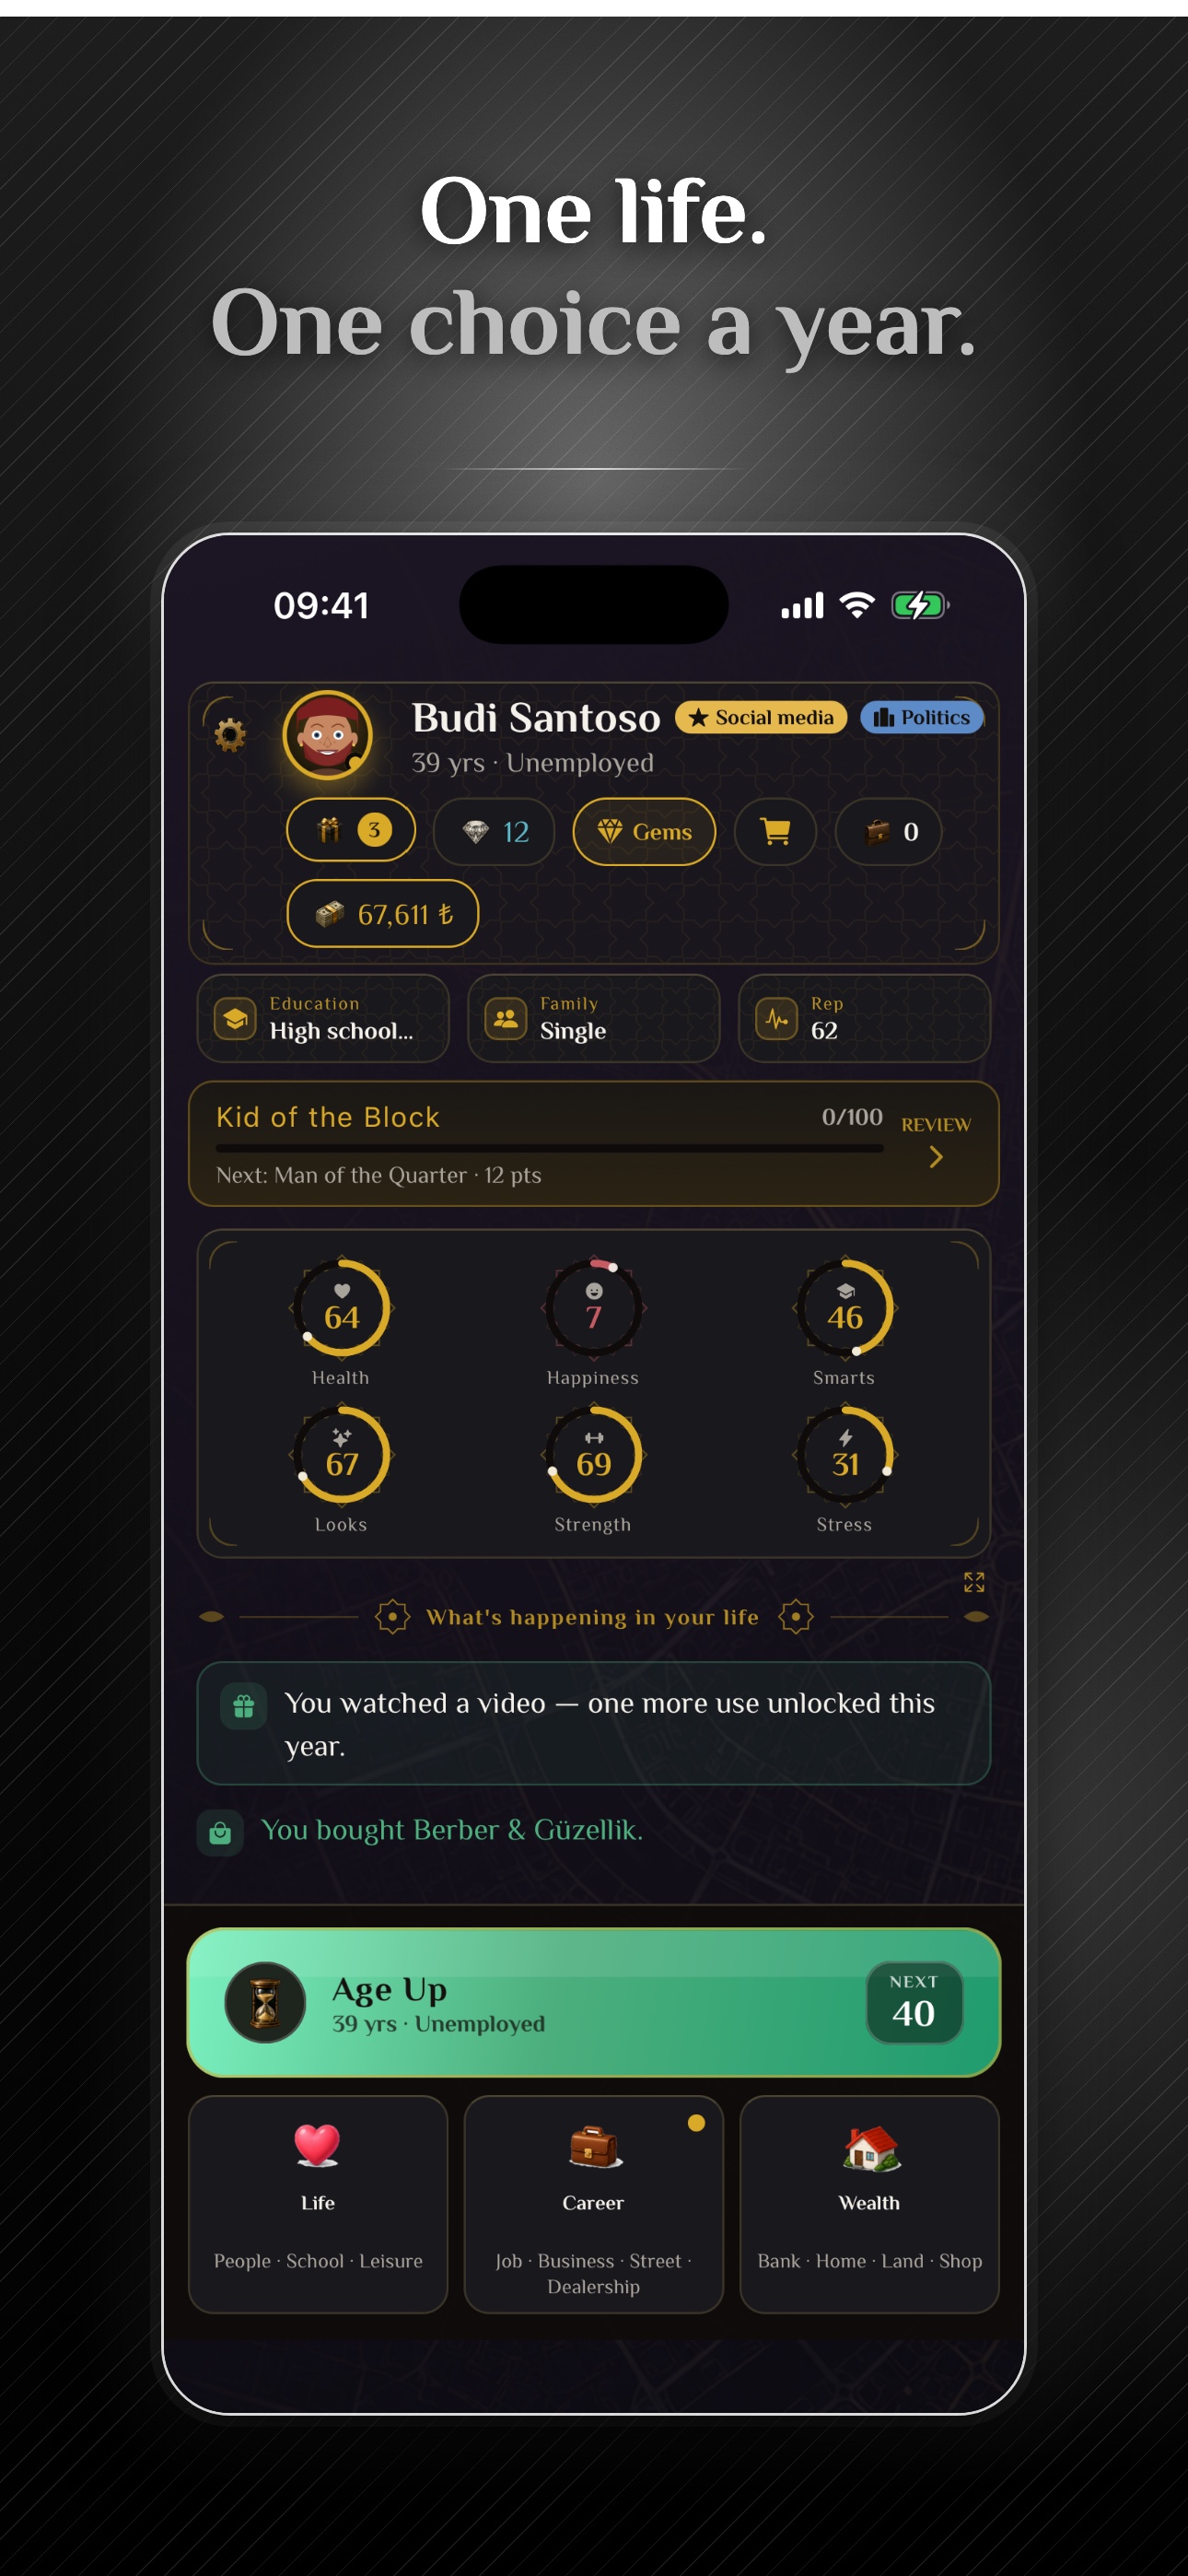 One life.
One choice a year.
09:41
Budi Santoso
Social media
Politics
39 yrs · Unemployed
3
12
Gems
0
67,611 ₺
Education
High school...
Family
Single
Rep
62
Kid of the Block
0/100
REVIEW
Next: Man of the Quarter · 12 pts
64
Health
7
Happiness
46
Smarts
67
Looks
69
Strength
31
Stress
What's happening in your life
You watched a video — one more use unlocked this
year.
You bought Berber & Güzellik.
Age Up
39 yrs · Unemployed
NEXT
40
Life
People · School · Leisure
Career
Job · Business · Street ·
Dealership
Wealth
Bank · Home · Land · Shop